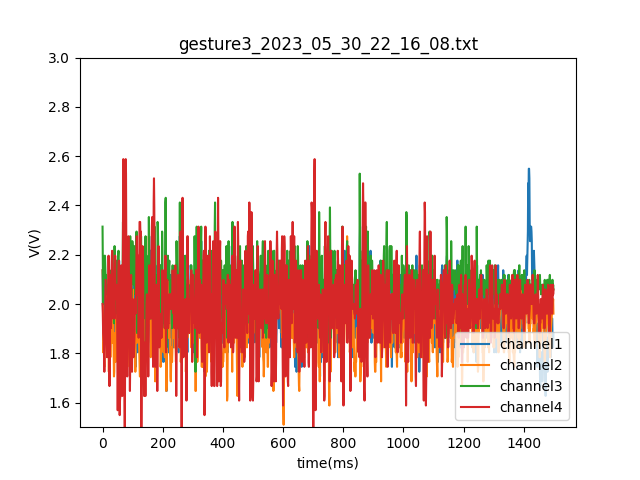 gesture3_2023_05_30_22_16_08.txt
3.0
2.8
2.6
2.4
2.2
2.0
1.8
1.6
V(V)
channel1
channel2
channel3
channel4
0 200 400 600 800 1000 1200 1400
time(ms)